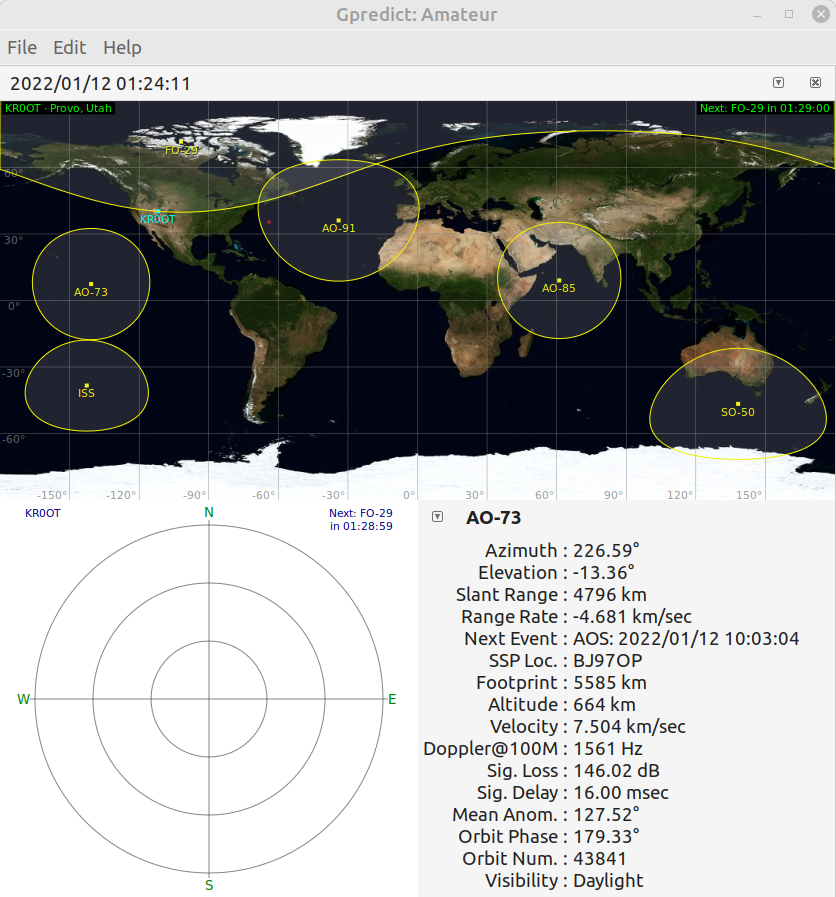 Gpredict: Amateur
File Edit Help
2022/01/12 01:24:11
KR0OT · Provo, Utah
Next: FO-29 in 01:29:00
FO-29
60°
KR0OT
AO-91
30°
AO-73
AO-85
0°
-30°
ISS
SO-50
-60°
-150° -120° -90° -60° -30° 0° 30° 60° 90° 120° 150°
KR0OT
N
Next: FO-29
in 01:28:59
W
E
S
AO-73
Azimuth : 226.59°
Elevation : -13.36°
Slant Range : 4796 km
Range Rate : -4.681 km/sec
Next Event : AOS: 2022/01/12 10:03:04
SSP Loc. : BJ97OP
Footprint : 5585 km
Altitude : 664 km
Velocity : 7.504 km/sec
Doppler@100M : 1561 Hz
Sig. Loss : 146.02 dB
Sig. Delay : 16.00 msec
Mean Anom. : 127.52°
Orbit Phase : 179.33°
Orbit Num. : 43841
Visibility : Daylight